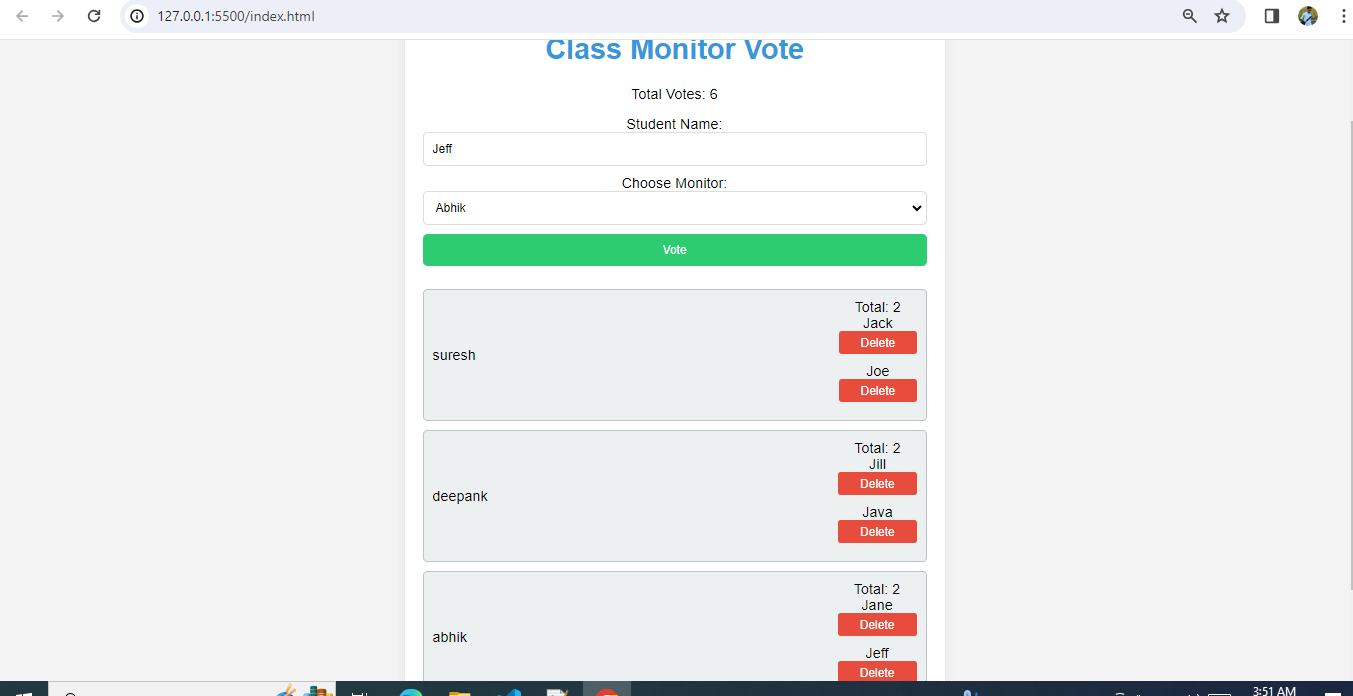 127.0.0.1:5500/index.html
Class Monitor Vote
Total Votes: 6
Student Name:
Jeff
Choose Monitor:
Abhik
Vote
suresh
Total: 2
Jack
Delete
Joe
Delete
deepank
Total: 2
Jill
Delete
Java
Delete
abhik
Total: 2
Jane
Delete
Jeff
Delete
3:51 AM